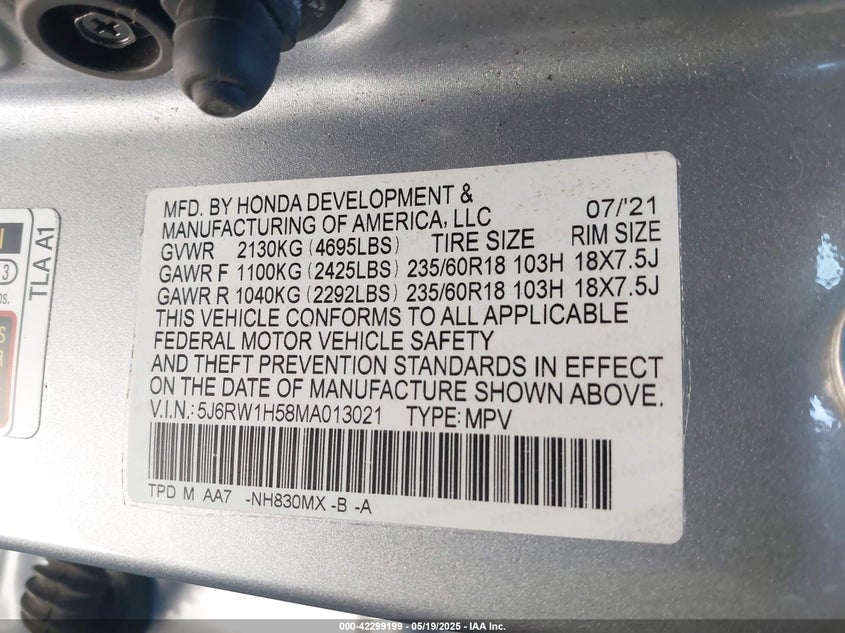 MFD. BY HONDA DEVELOPMENT &
MANUFACTURING OF AMERICA, LLC 07/'21
GVWR 2130KG (4695LBS) TIRE SIZE RIM SIZE
GAWR F 1100KG (2425LBS) 235/60R18 103H 18X7.5J
GAWR R 1040KG (2292LBS) 235/60R18 103H 18X7.5J
THIS VEHICLE CONFORMS TO ALL APPLICABLE
FEDERAL MOTOR VEHICLE SAFETY
AND THEFT PREVENTION STANDARDS IN EFFECT
ON THE DATE OF MANUFACTURE SHOWN ABOVE.
V.I.N.: 5J6RW1H58MA013021 TYPE: MPV
TPD M AA7 -NH830MX -B -A
TLA A1
3
000-42299199 — 05/19/2025 — IAA Inc.